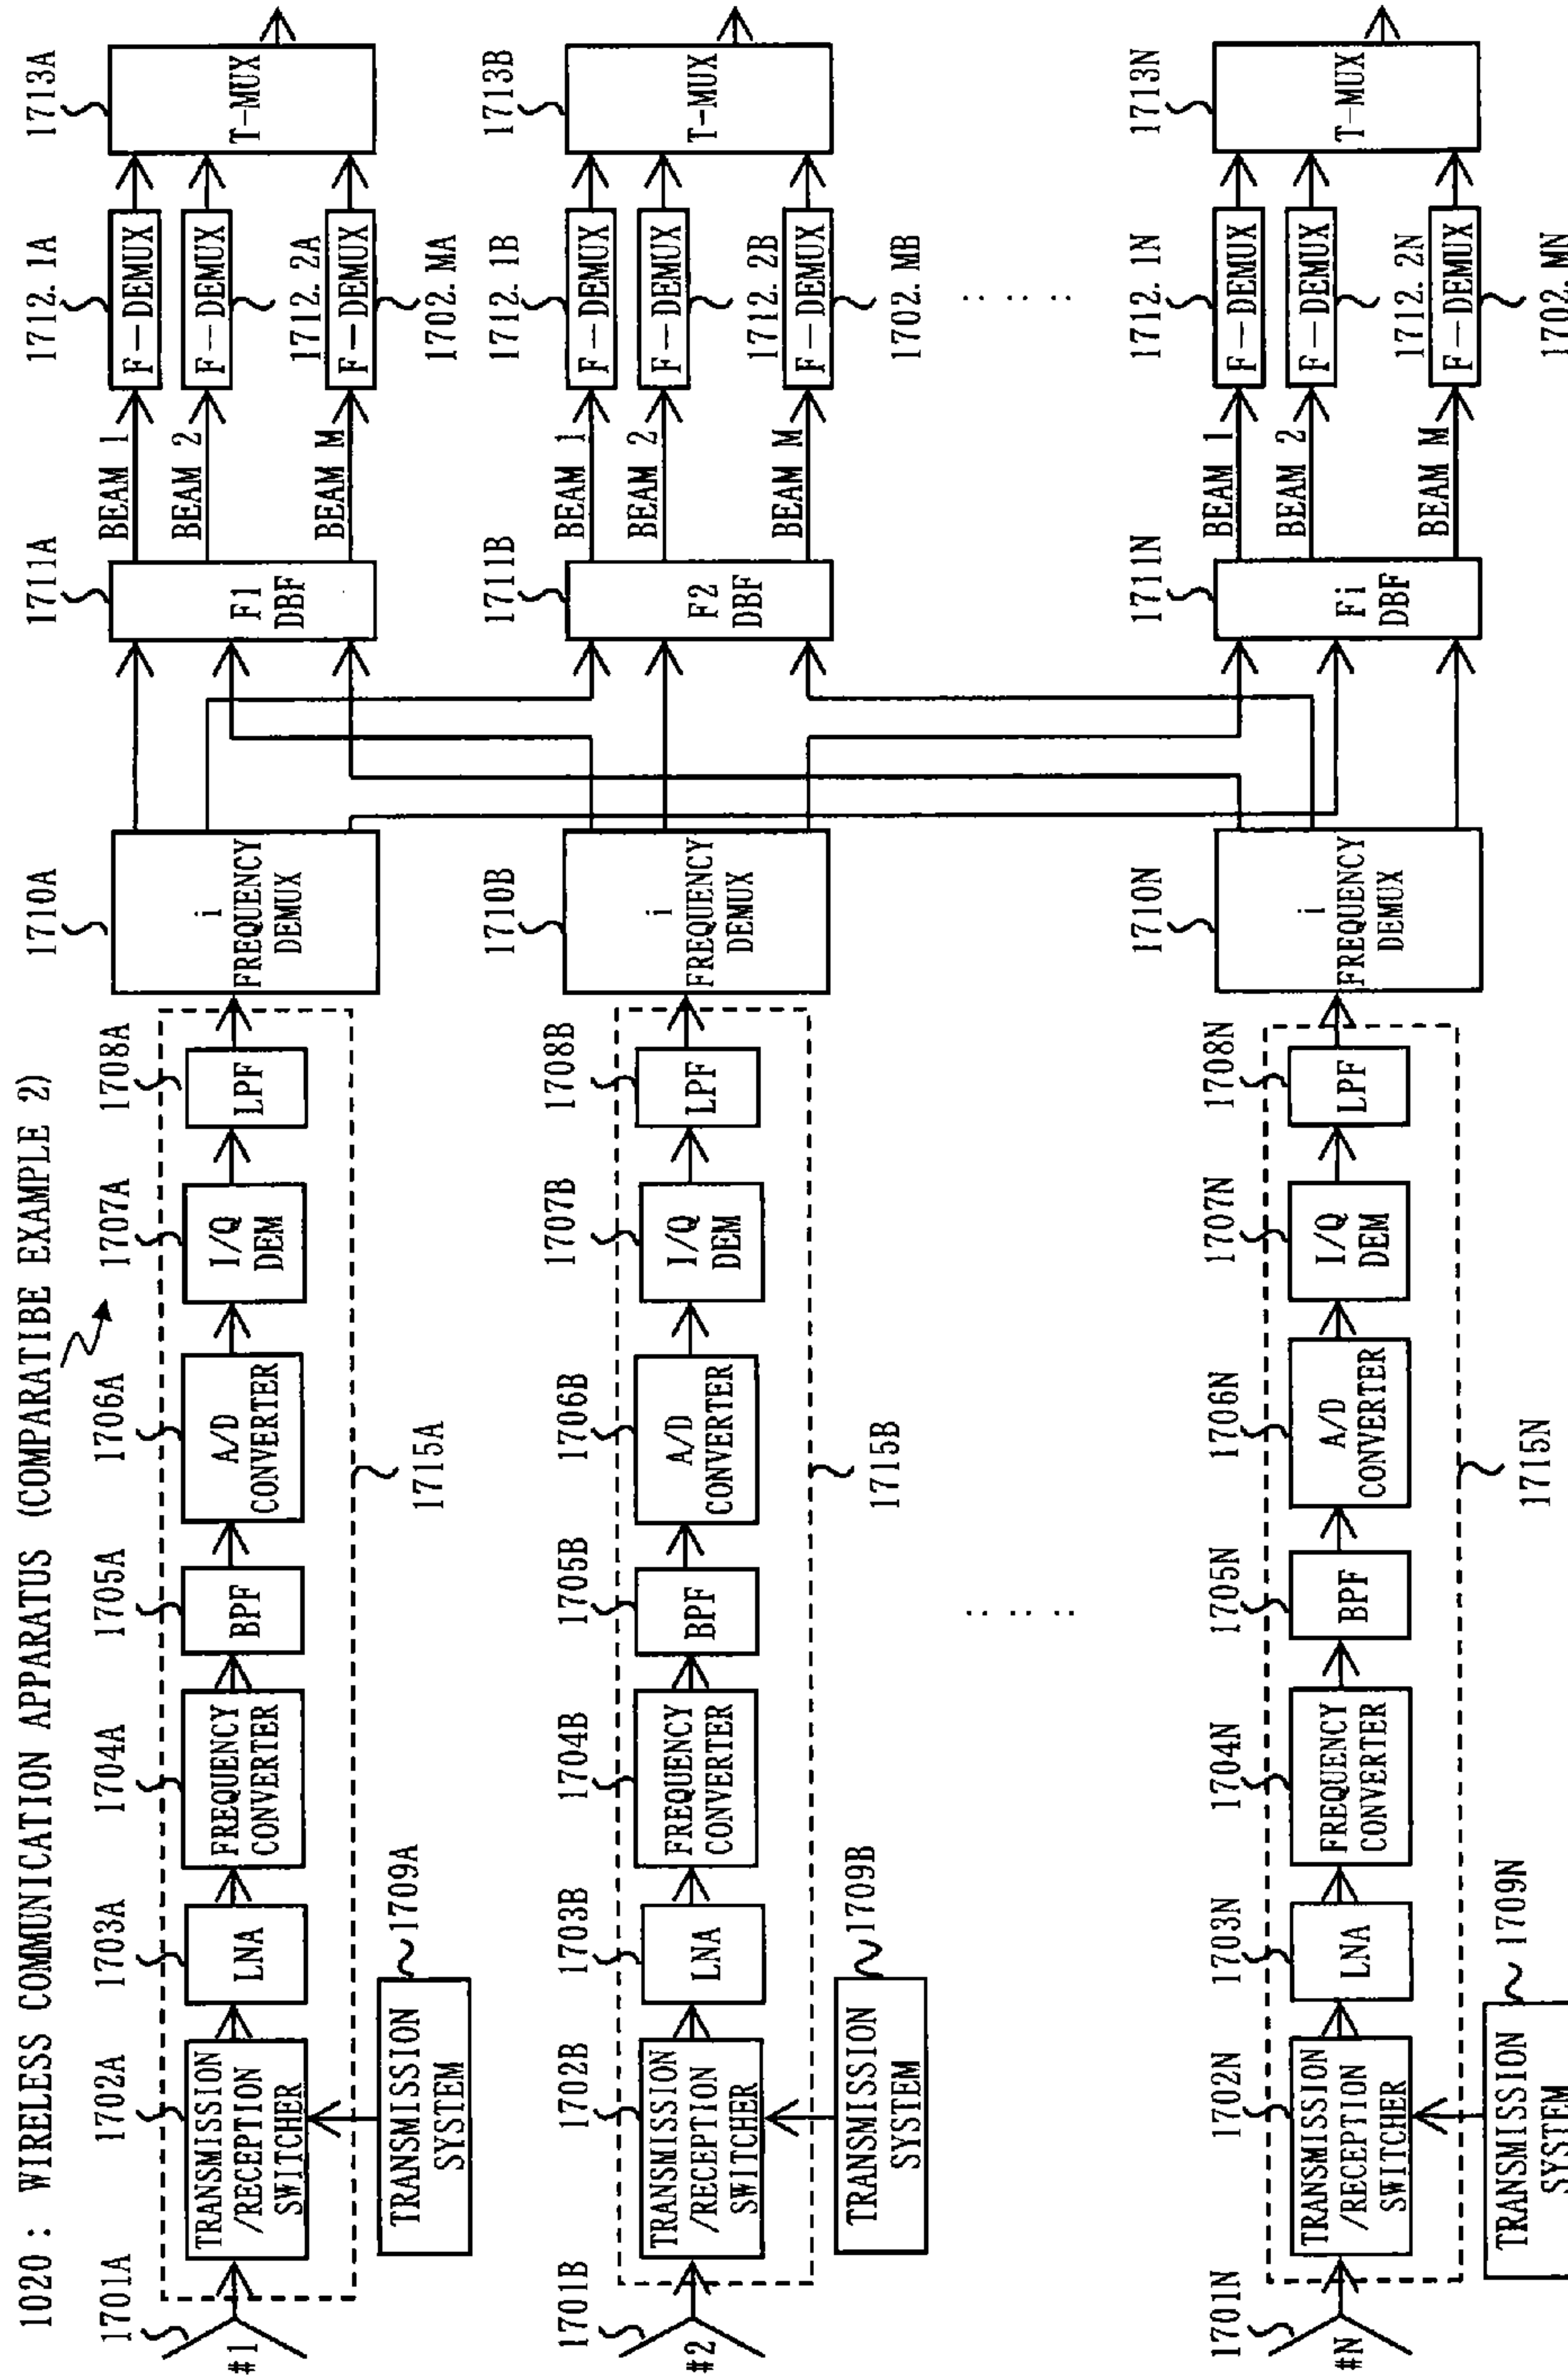 1020 : WIRELESS COMMUNICATION APPARATUS (COMPARATIBE EXAMPLE 2)
1701A
#1
1702A
TRANSMISSION
/RECEPTION
SWITCHER
1703A
LNA
1704A
FREQUENCY
CONVERTER
1705A
BPF
1706A
A/D
CONVERTER
1707A
I/Q
DEM
1708A
LPF
1709A
TRANSMISSION
SYSTEM
1715A
1710A
i
FREQUENCY
DEMUX
1711A
F1
DBF
BEAM 1
BEAM 2
BEAM M
1712. 1A
F-DEMUX
F-DEMUX
1712. 2A
F-DEMUX
1702. MA
1713A
T-MUX
1701B
#2
1702B
TRANSMISSION
/RECEPTION
SWITCHER
1703B
LNA
1704B
FREQUENCY
CONVERTER
1705B
BPF
1706B
A/D
CONVERTER
1707B
I/Q
DEM
1708B
LPF
1709B
TRANSMISSION
SYSTEM
1715B
1710B
i
FREQUENCY
DEMUX
1711B
F2
DBF
BEAM 1
BEAM 2
BEAM M
1712. 1B
F-DEMUX
F-DEMUX
1712. 2B
F-DEMUX
1702. MB
1713B
T-MUX
......
......
1701N
#N
1702N
TRANSMISSION
/RECEPTION
SWITCHER
1703N
LNA
1704N
FREQUENCY
CONVERTER
1705N
BPF
1706N
A/D
CONVERTER
1707N
I/Q
DEM
1708N
LPF
1709N
TRANSMISSION
SYSTEM
1715N
1710N
i
FREQUENCY
DEMUX
1711N
Fi
DBF
BEAM 1
BEAM 2
BEAM M
1712. 1N
F-DEMUX
F-DEMUX
1712. 2N
F-DEMUX
1702. MN
1713N
T-MUX